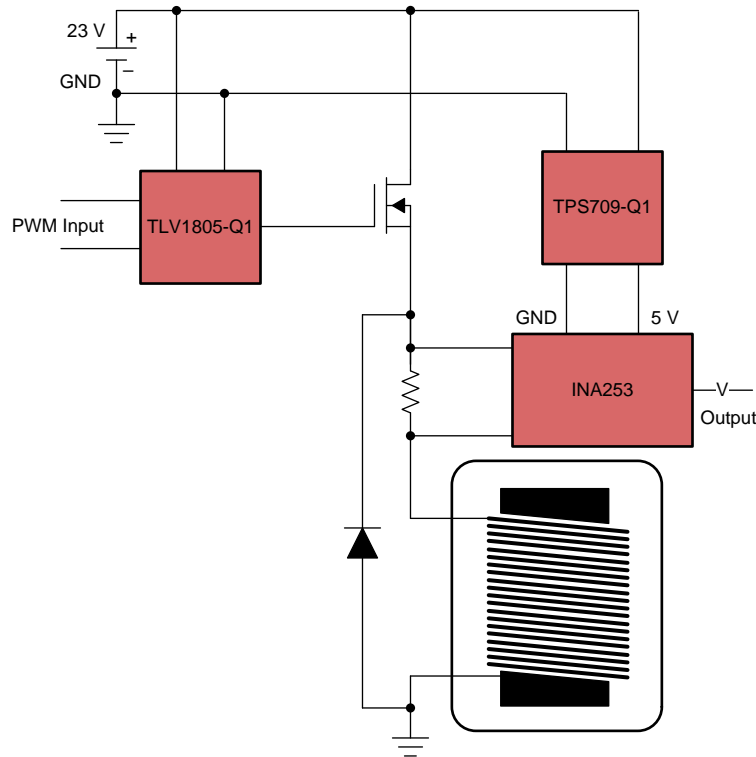 23 V
+
–
GND
PWM Input
TLV1805-Q1
TPS709-Q1
GND
5 V
INA253
V
Output